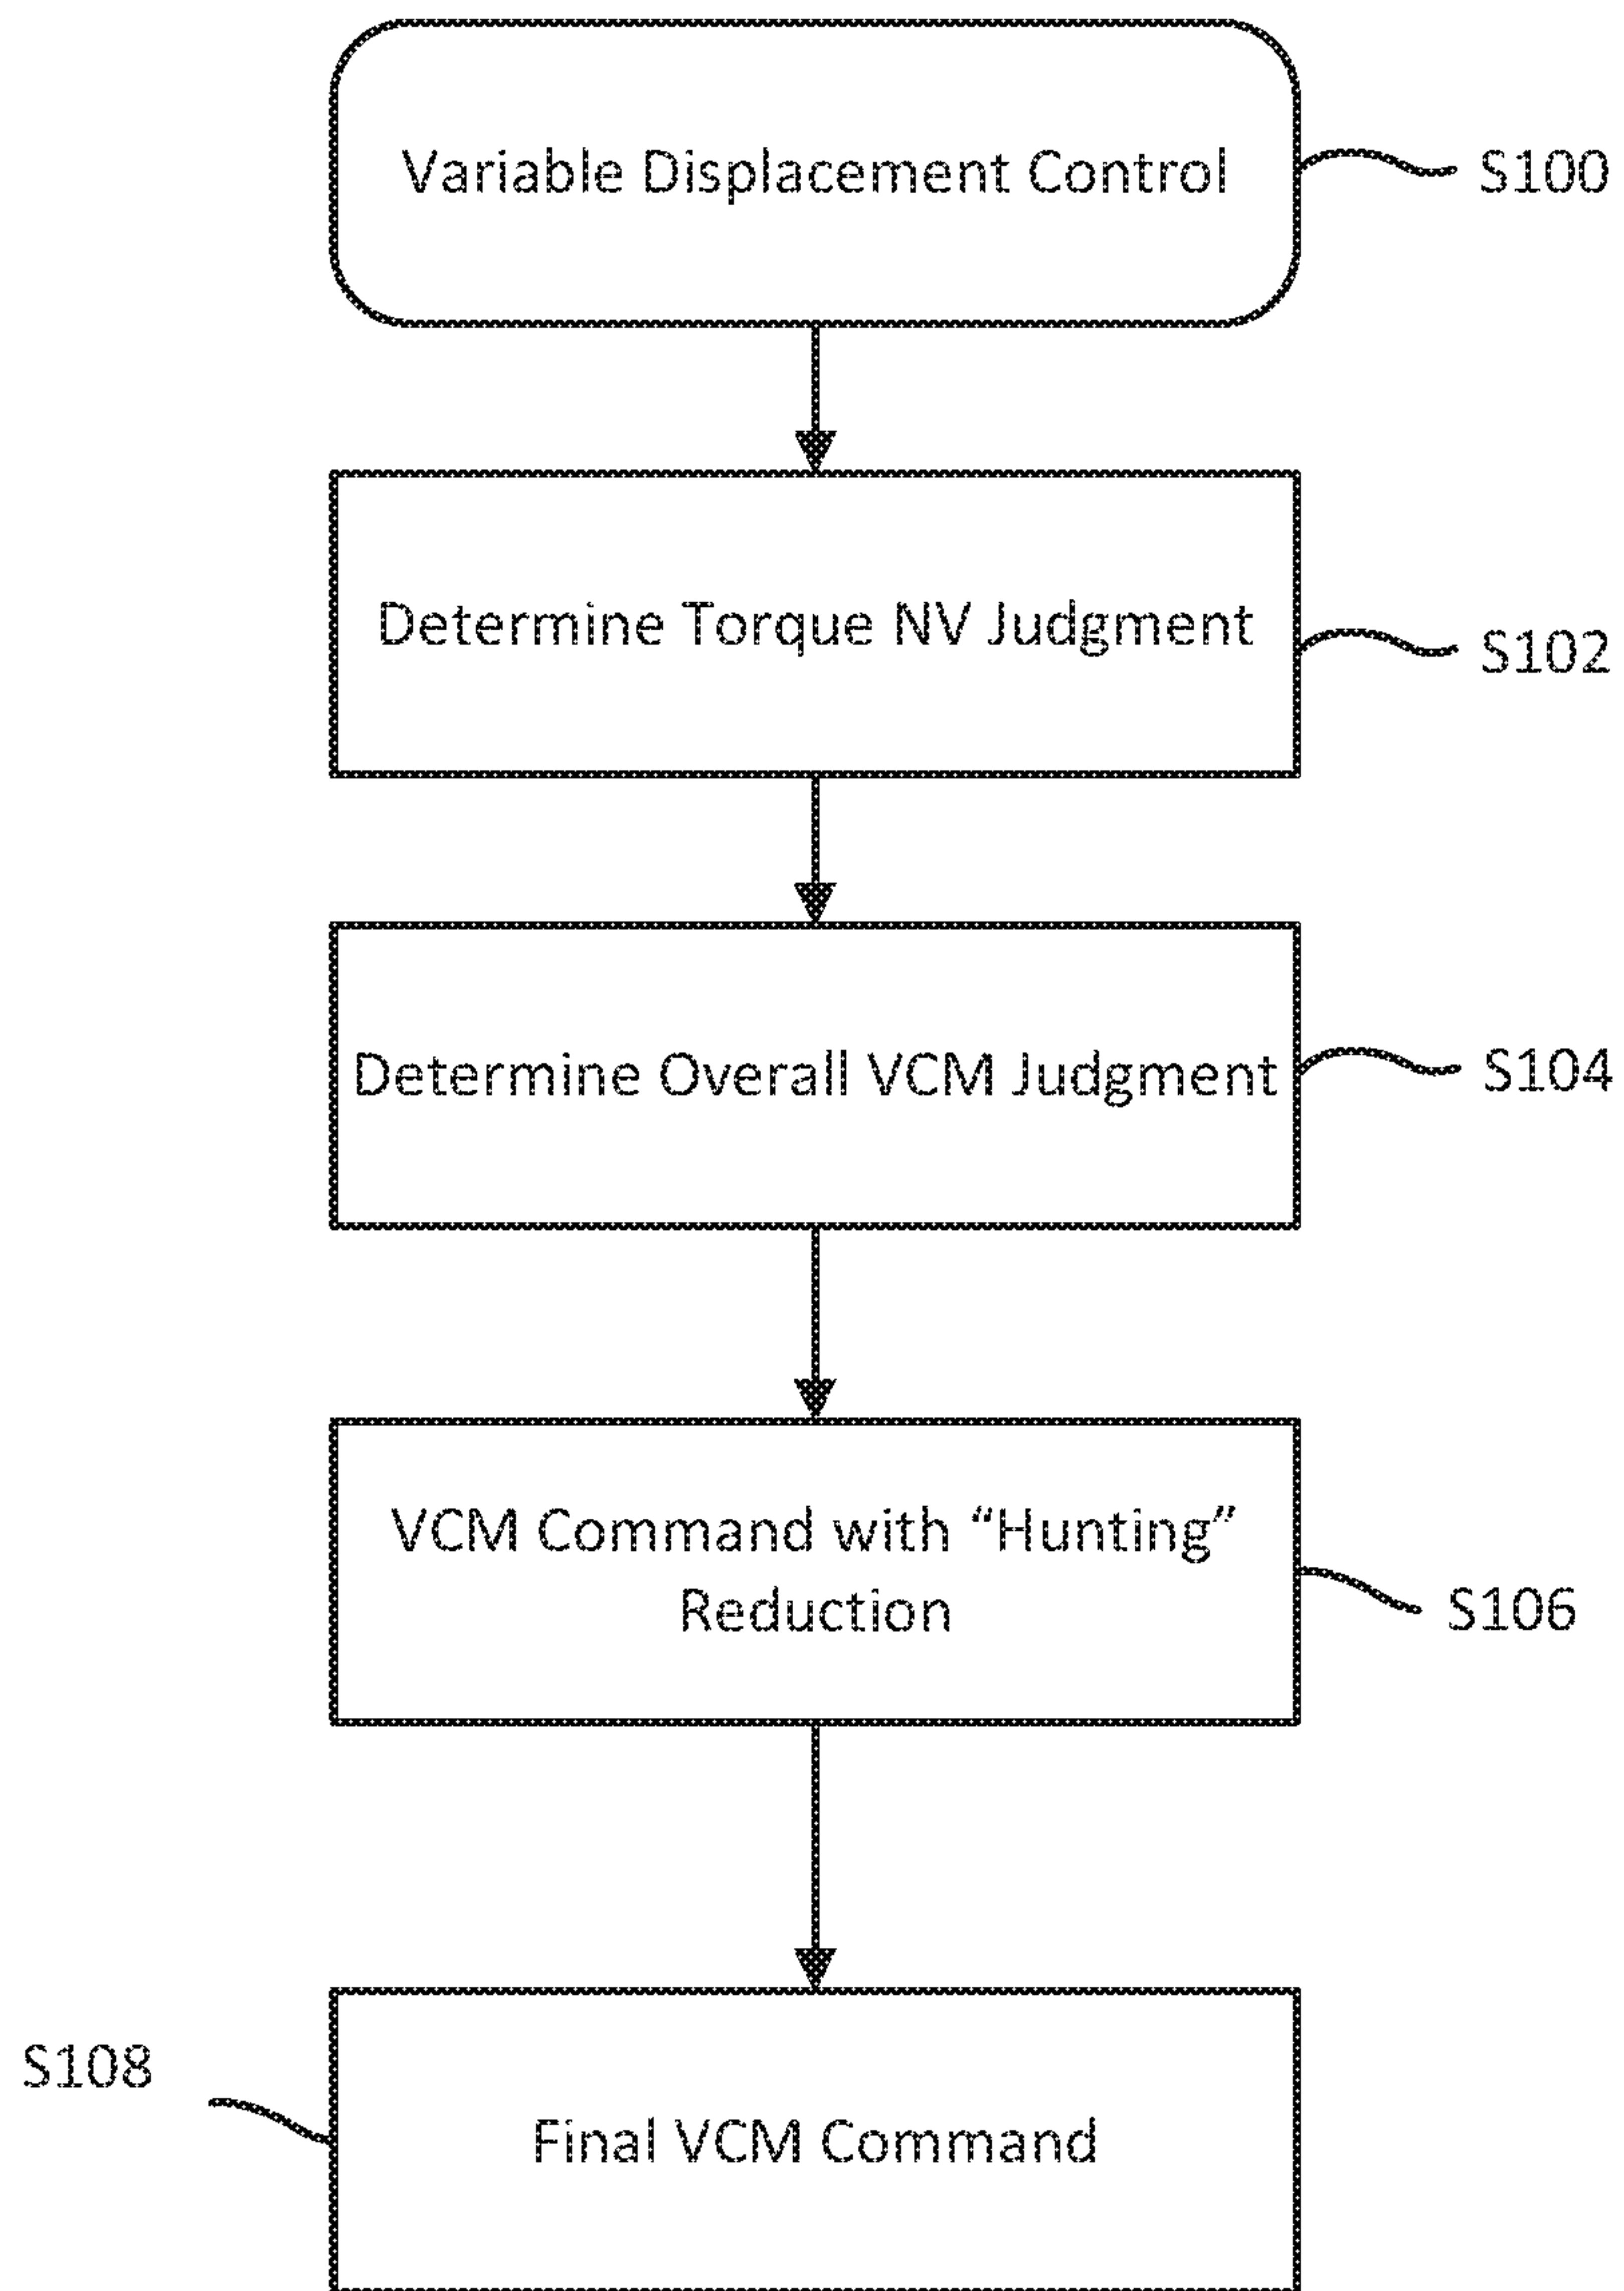 Variable Displacement Control
S100
Determine Torque NV Judgment
S102
Determine Overall VCM Judgment
S104
VCM Command with “Hunting”
Reduction
S106
S108
Final VCM Command